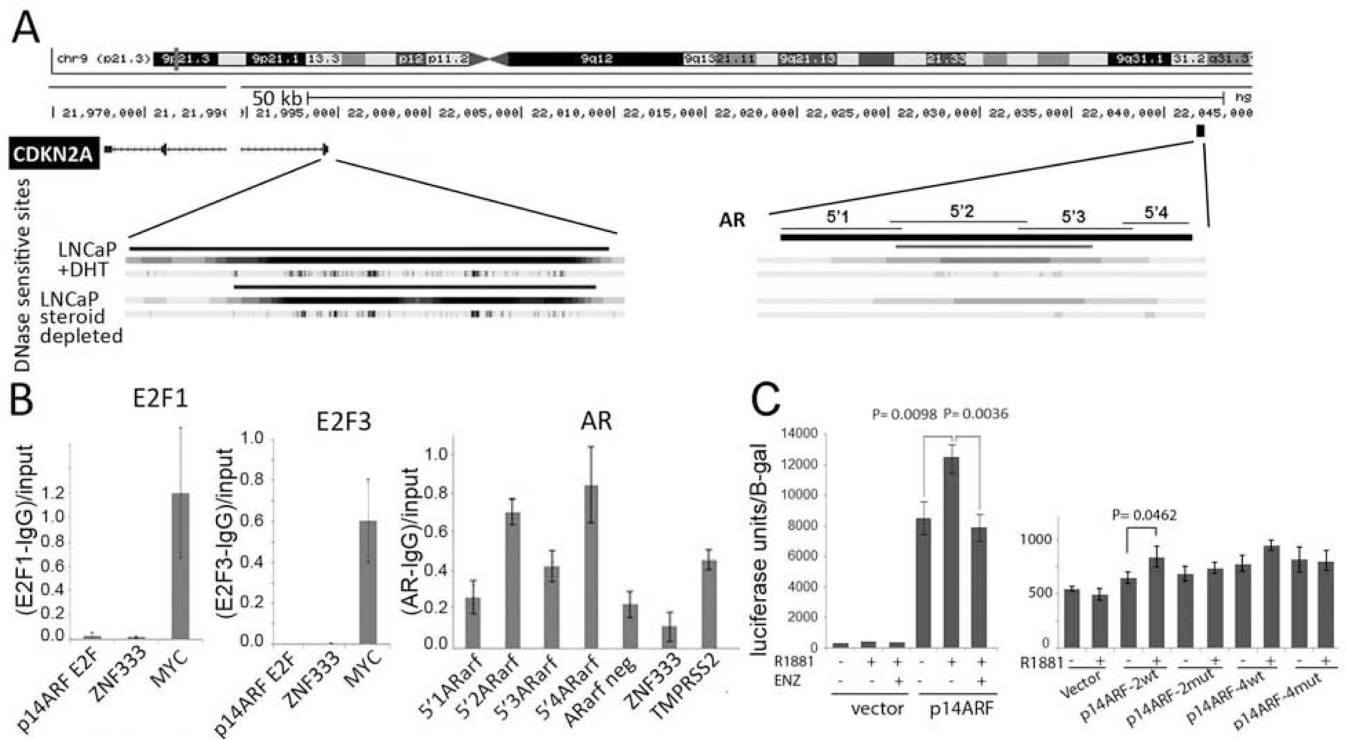 A
chr9 (p21.3) 9p21.3 9p21.1 13.3 p12 p11.2 9q12 9q13 21.11 9q21.13 21.33 9q31.1 31.2 q31.3
50 kb hg
21,970,000 21, 21,990 21,995,000 22,000,000 22,005,000 22,010,000 22,015,000 22,020,000 22,025,000 22,030,000 22,035,000 22,040,000 22,045,000
CDKN2A
DNase sensitive sites
AR 5'1 5'2 5'3 5'4
LNCaP
+DHT
LNCaP
steroid
depleted
B
E2F1
(E2F1-IgG)/input
1.2
1.0
0.8
0.6
0.4
0.2
0.0
p14ARF E2F ZNF333 MYC
E2F3
(E2F3-IgG)/input
1.0
0.8
0.6
0.4
0.2
0.0
p14ARF E2F ZNF333 MYC
AR
(AR-IgG)/input
1.0
0.8
0.6
0.4
0.2
0.0
5'1ARarf 5'2ARarf 5'3ARarf 5'4ARarf ARarf neg ZNF333 TMPRSS2
C
luciferase units/B-gal
P= 0.0098 P= 0.0036
14000
12000
10000
8000
6000
4000
2000
0
R1881 - + + - + +
ENZ + +
vector p14ARF
P= 0.0462
1000
500
0
R1881 - + - + - + - + - +
Vector p14ARF-2wt p14ARF-2mut p14ARF-4wt p14ARF-4mut